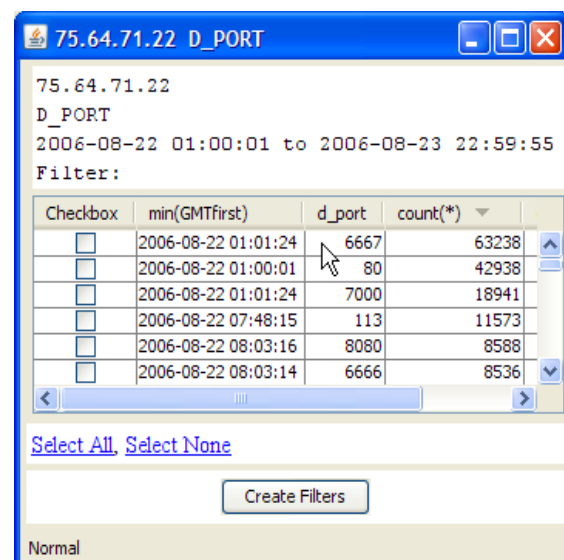 75.64.71.22 D_PORT
75.64.71.22
D_PORT
2006-08-22 01:00:01 to 2006-08-23 22:59:55
Filter:
Checkbox min(GMTfirst) d_port count(*)
2006-08-22 01:01:24 6667 63238
2006-08-22 01:00:01 80 42938
2006-08-22 01:01:24 7000 18941
2006-08-22 07:48:15 113 11573
2006-08-22 08:03:16 8080 8588
2006-08-22 08:03:14 6666 8536
Select All, Select None
Create Filters
Normal